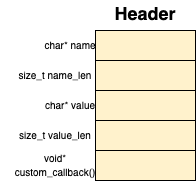 Header
char* name
size_t name_len
char* value
size_t value_len
void*
custom_callback()